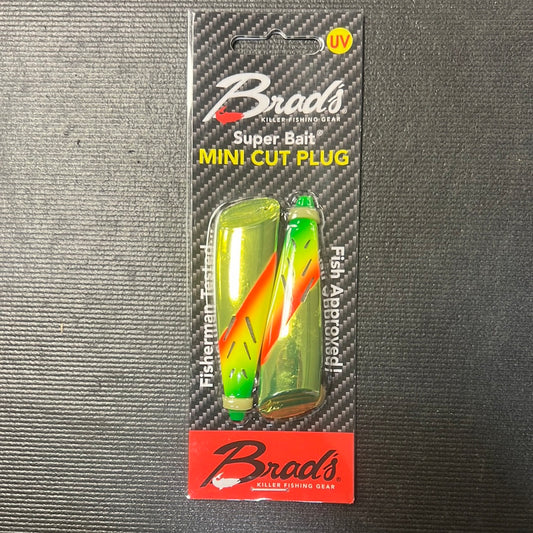 UV
Brad's
KILLER FISHING GEAR
Super Bait®
MINI CUT PLUG
Fisherman Tested
Fish Approved!
Brad's®
KILLER FISHING GEAR